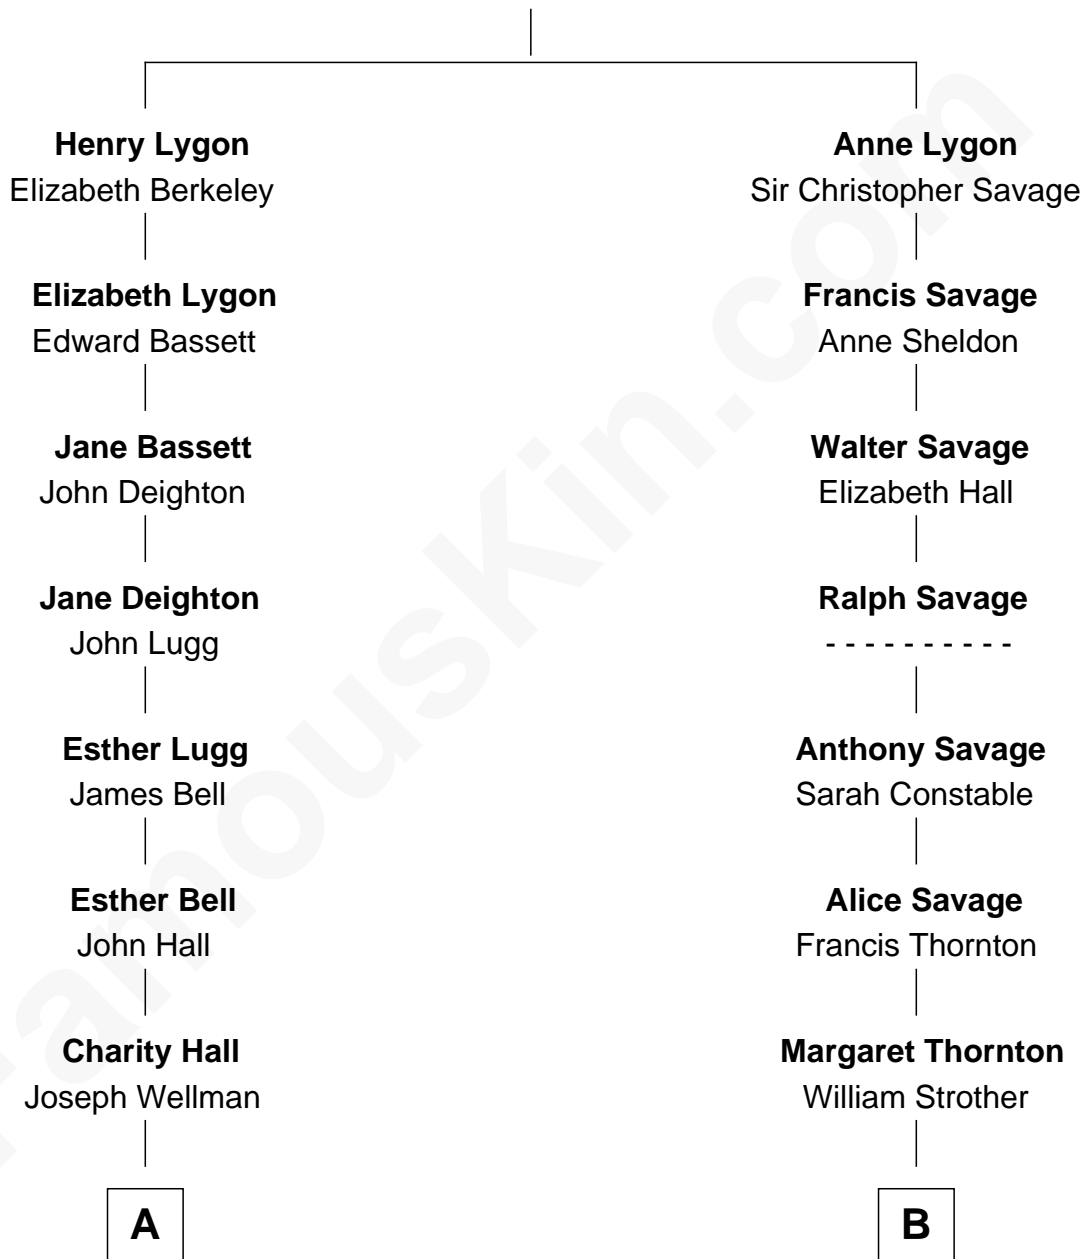 Henry Lygon
Elizabeth Berkeley
Elizabeth Lygon
Edward Bassett
Jane Bassett
John Deighton
Jane Deighton
John Lugg
Esther Lugg
James Bell
Esther Bell
John Hall
Charity Hall
Joseph Wellman
A
Anne Lygon
Sir Christopher Savage
Francis Savage
Anne Sheldon
Walter Savage
Elizabeth Hall
Ralph Savage
- - - - - - - - - -
Anthony Savage
Sarah Constable
Alice Savage
Francis Thornton
Margaret Thornton
William Strother
B
FamousKin.com